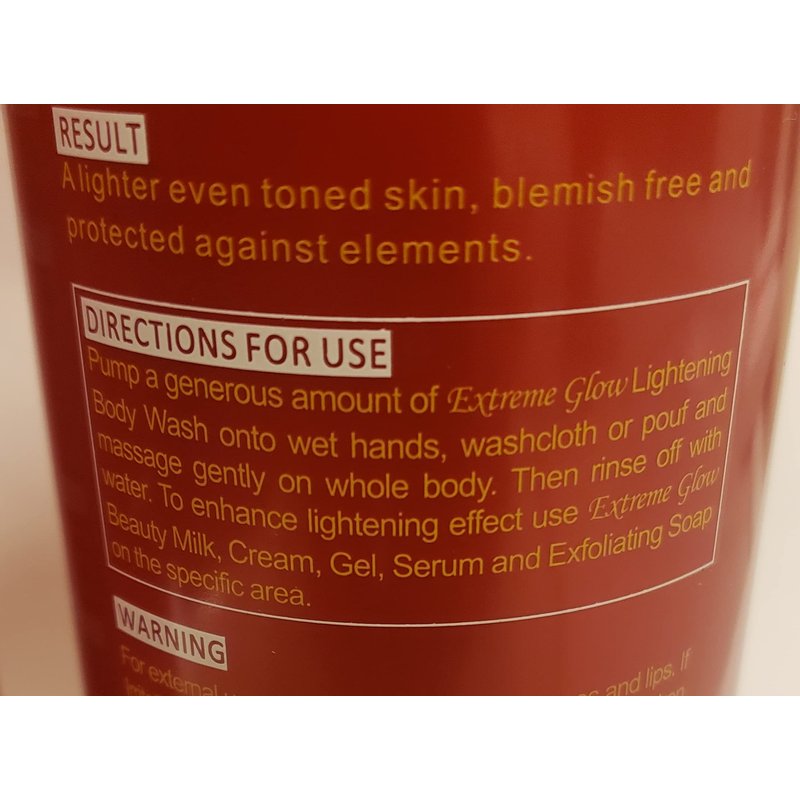 RESULT
A lighter even toned skin, blemish free and
protected against elements.
DIRECTIONS FOR USE
Pump a generous amount of Extreme Glow Lightening
Body Wash onto wet hands, washcloth or pouf and
massage gently on whole body. Then rinse off with
water. To enhance lightening effect use Extreme Glow
Beauty Milk, Cream, Gel, Serum and Exfoliating Soap
on the specific area.
WARNING
For external and lips. If